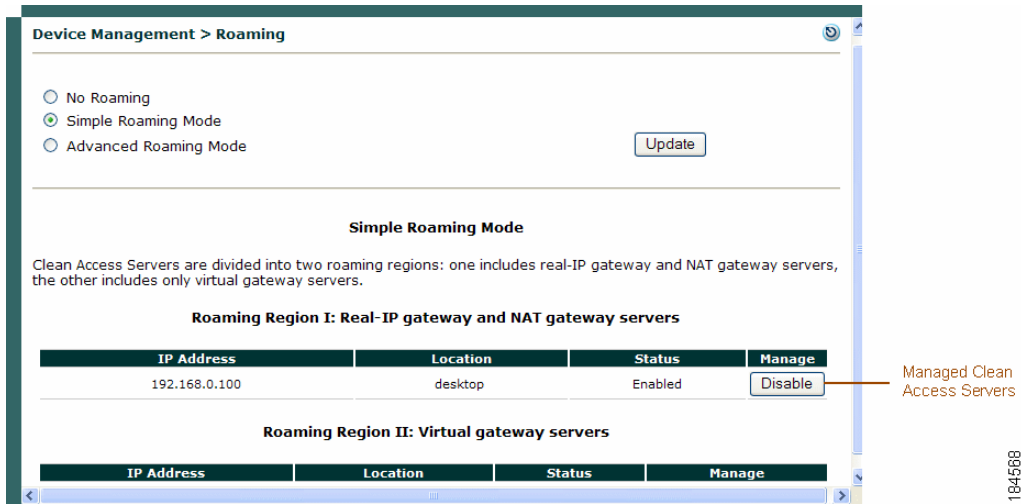 Device Management > Roaming
No Roaming
Simple Roaming Mode
Advanced Roaming Mode
Update
Simple Roaming Mode
Clean Access Servers are divided into two roaming regions: one includes real-IP gateway and NAT gateway servers,
the other includes only virtual gateway servers.
Roaming Region I: Real-IP gateway and NAT gateway servers
IP Address Location Status Manage
192.168.0.100 desktop Enabled Disable
Managed Clean
Access Servers
Roaming Region II: Virtual gateway servers
IP Address Location Status Manage
184568